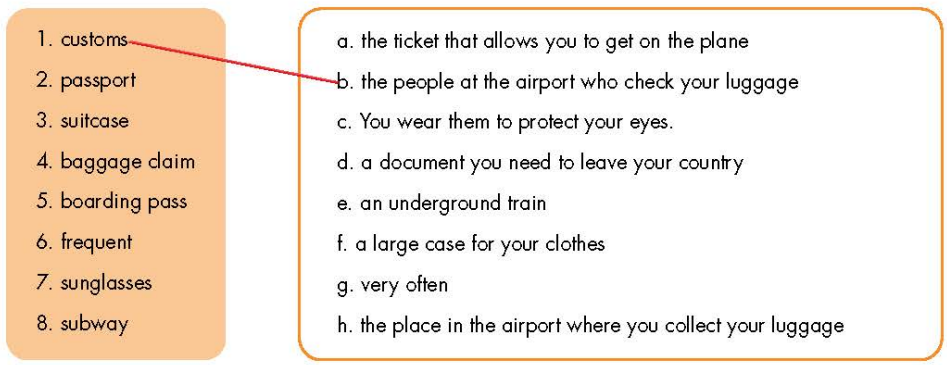 1. customs
2. passport
3. suitcase
4. baggage claim
5. boarding pass
6. frequent
7. sunglasses
8. subway
a. the ticket that allows you to get on the plane
b. the people at the airport who check your luggage
c. You wear them to protect your eyes.
d. a document you need to leave your country
e. an underground train
f. a large case for your clothes
g. very often
h. the place in the airport where you collect your luggage